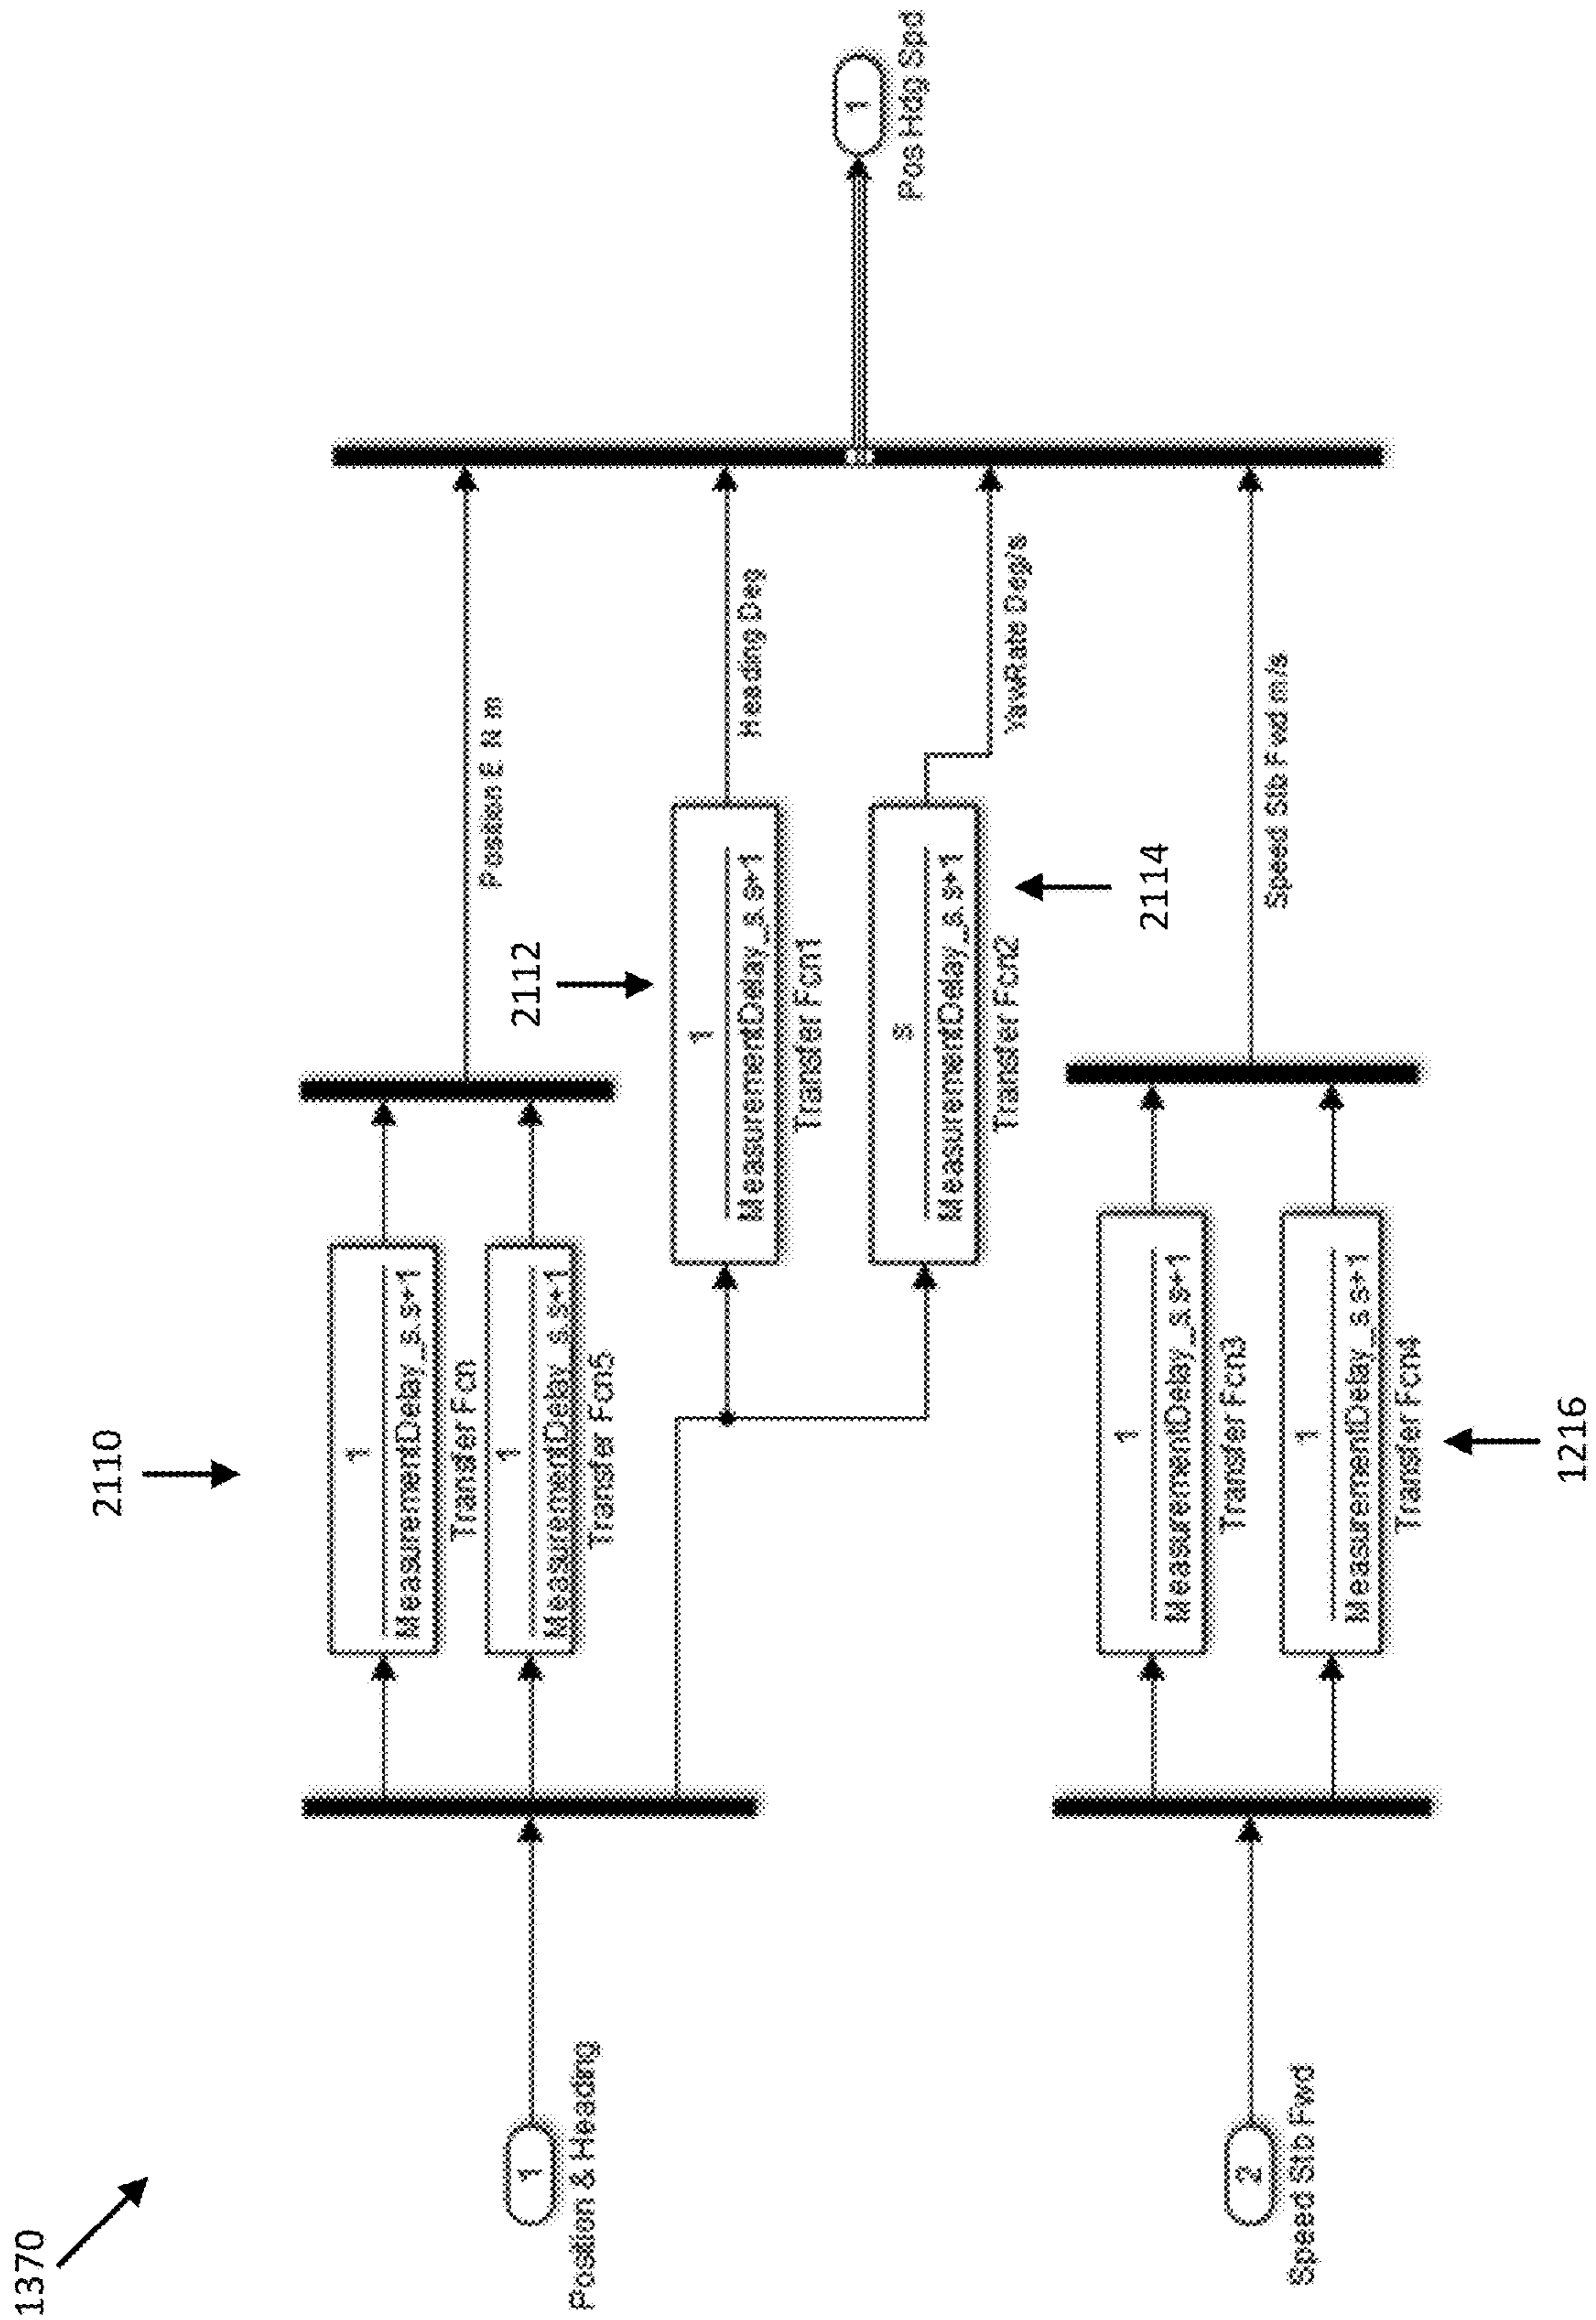 1370
2110
1
MeasurementDelay_s.s+1
Transfer Fcn
1
MeasurementDelay_s.s+1
Transfer Fcn5
Position E N m
1
Position & Heading
2112
1
MeasurementDelay_s.s+1
Transfer Fcn1
Heading Deg
1
Pos Hdg Spd
s
MeasurementDelay_s.s+1
Transfer Fcn2
YawRate Deg/s
2114
1
MeasurementDelay_s.s+1
Transfer Fcn3
2
Speed Stb Fwd
Speed Stb Fwd m/s
1
MeasurementDelay_s.s+1
Transfer Fcn4
1216